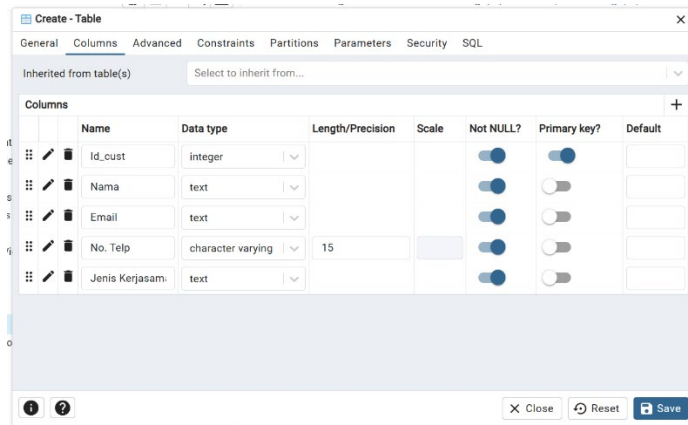 Create - Table
General Columns Advanced Constraints Partitions Parameters Security SQL
Inherited from table(s) Select to inherit from...
Columns
Name Data type Length/Precision Scale Not NULL? Primary key? Default
Id_cust integer
Nama text
Email text
No. Telp character varying 15
Jenis Kerjasama text
Close Reset Save